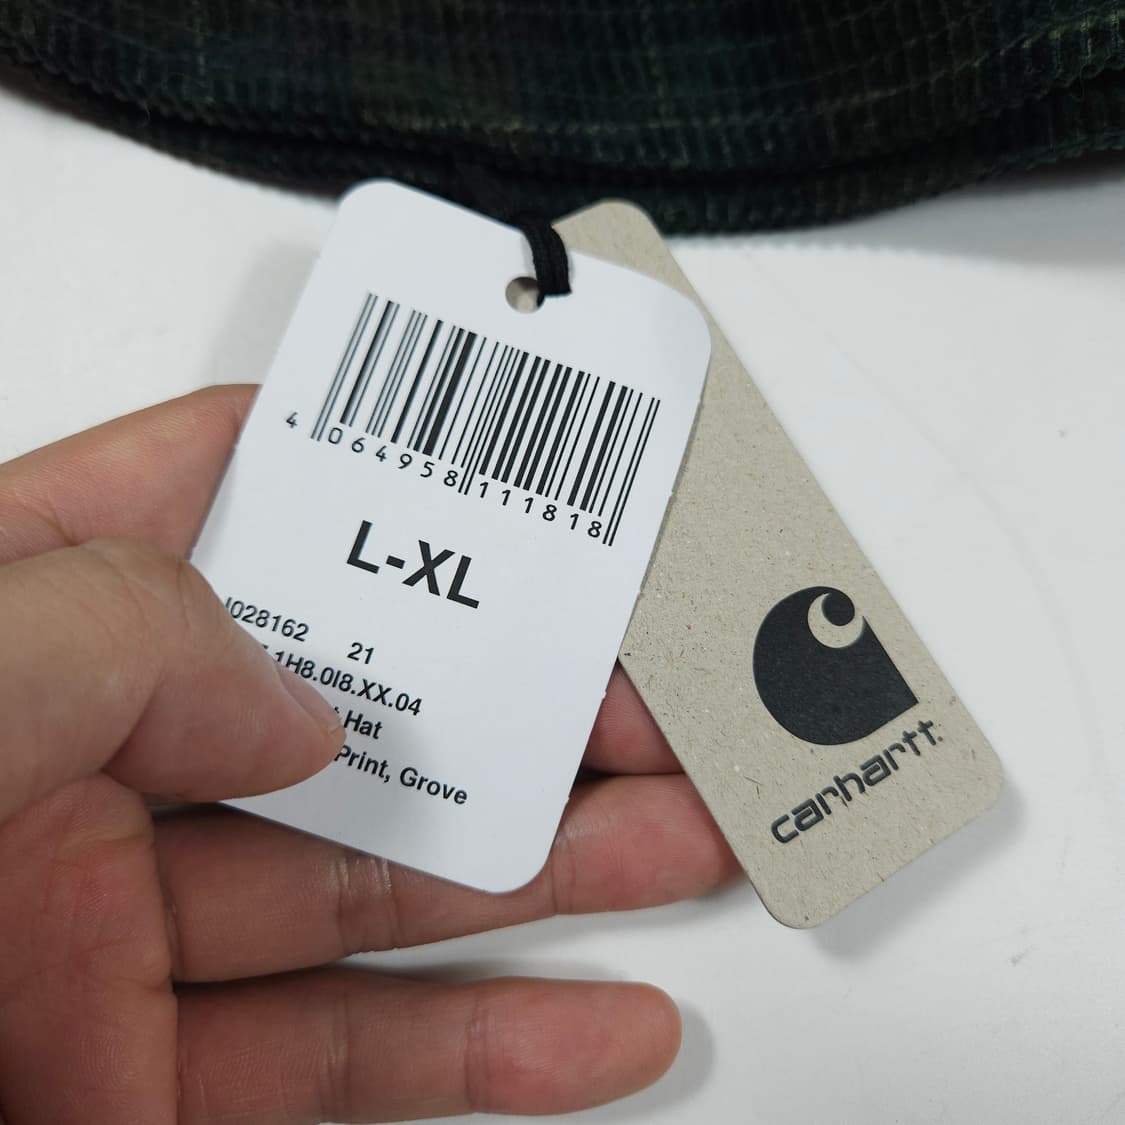 4 064958 111818
L-XL
I028162 21
1H8.0I8.XX.04
Hat
Print, Grove
carhartt.